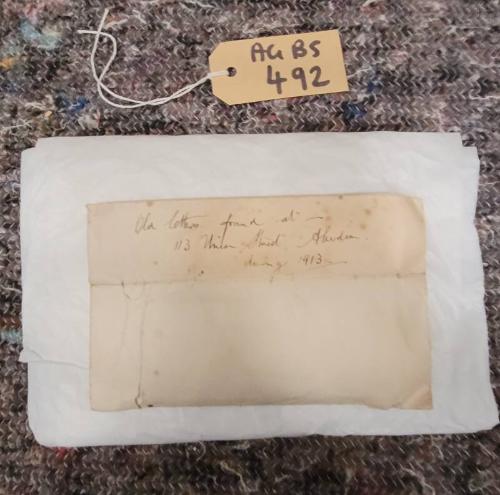 AG BS
492
Old letters found at
113 Union Street, Aberdeen
during 1913